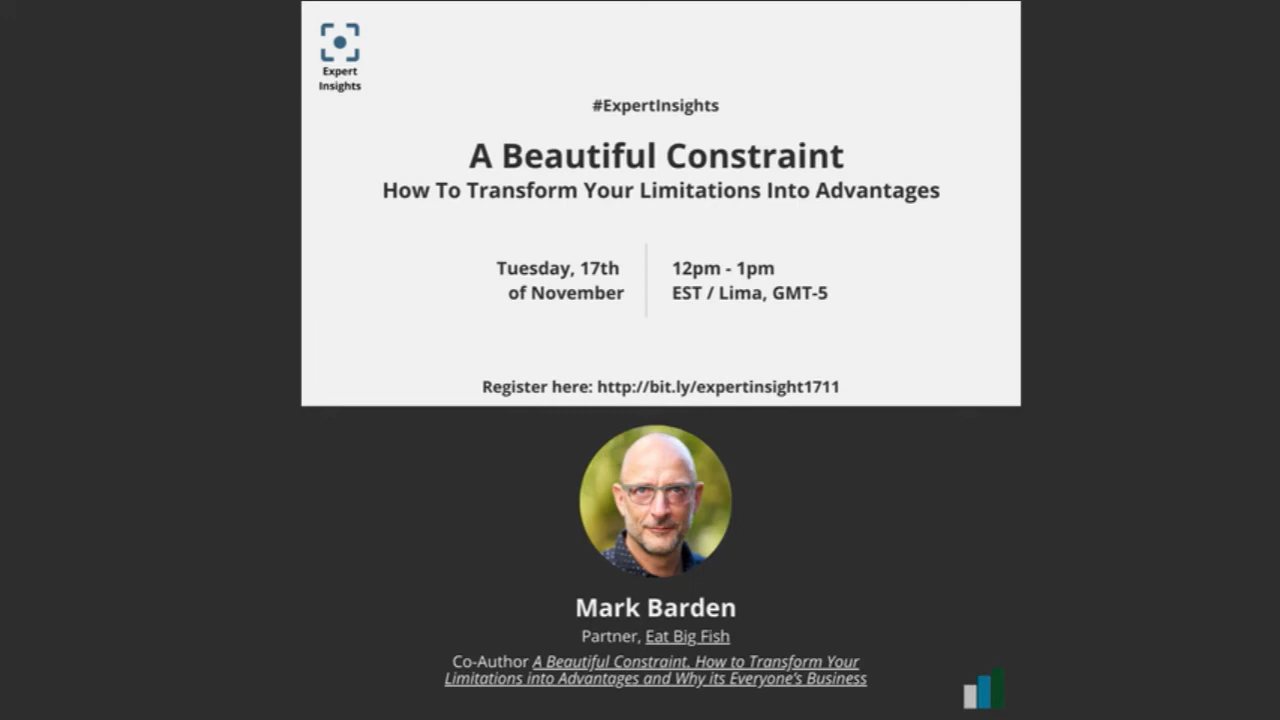 Expert
Insights
#ExpertInsights
A Beautiful Constraint
How To Transform Your Limitations Into Advantages
Tuesday, 17th
of November
12pm - 1pm
EST / Lima, GMT-5
Register here: http://bit.ly/expertinsight1711
Mark Barden
Partner, Eat Big Fish
Co-Author A Beautiful Constraint, How to Transform Your
Limitations into Advantages and Why its Everyone's Business